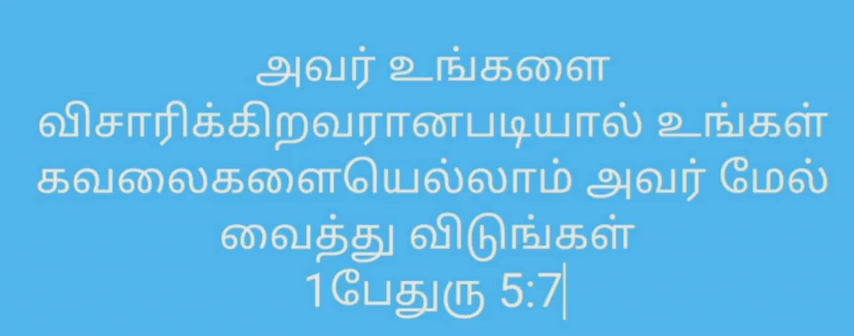 அவர் உங்களை
விசாரிக்கிறவரானபடியால் உங்கள்
கவலைகளையெல்லாம் அவர் மேல்
வைத்து விடுங்கள்
1பேதுரு 5:7